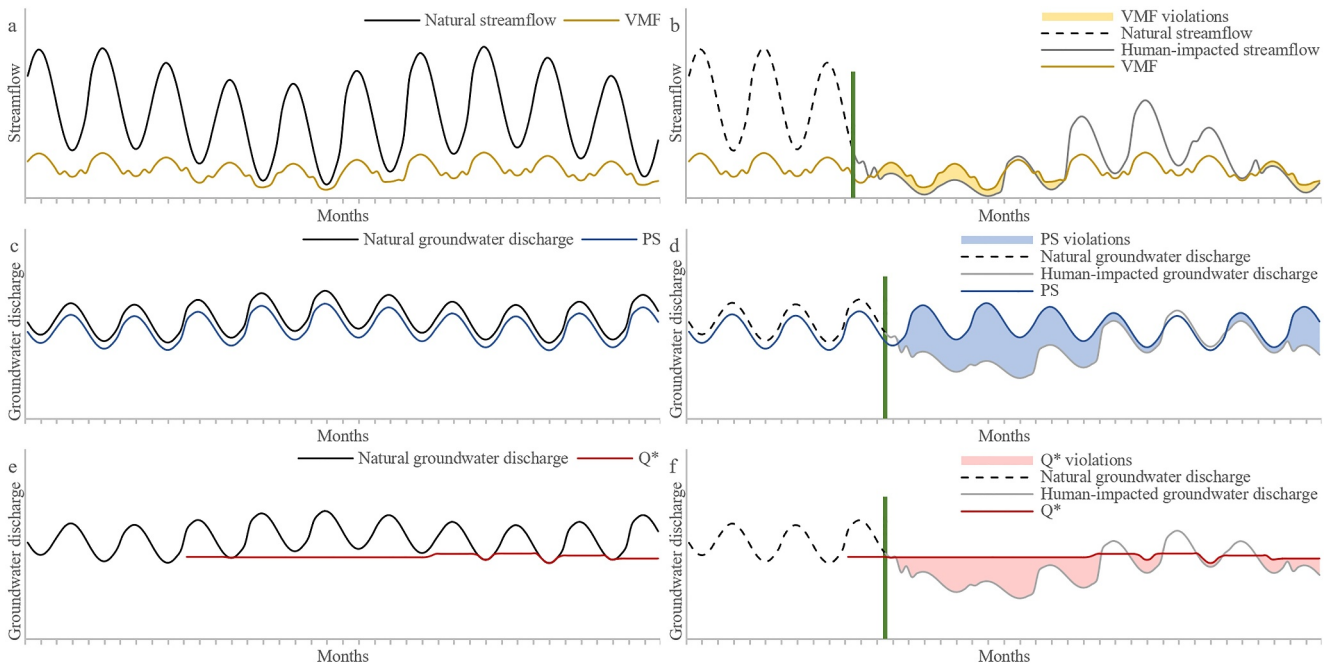 a
Natural streamflow
VMF
Streamflow
Months
b
VMF violations
Natural streamflow
Human-impacted streamflow
VMF
Streamflow
Months
c
Natural groundwater discharge
PS
Groundwater discharge
Months
d
PS violations
Natural groundwater discharge
Human-impacted groundwater discharge
PS
Groundwater discharge
Months
e
Natural groundwater discharge
Q*
Groundwater discharge
Months
f
Q* violations
Natural groundwater discharge
Human-impacted groundwater discharge
Q*
Groundwater discharge
Months